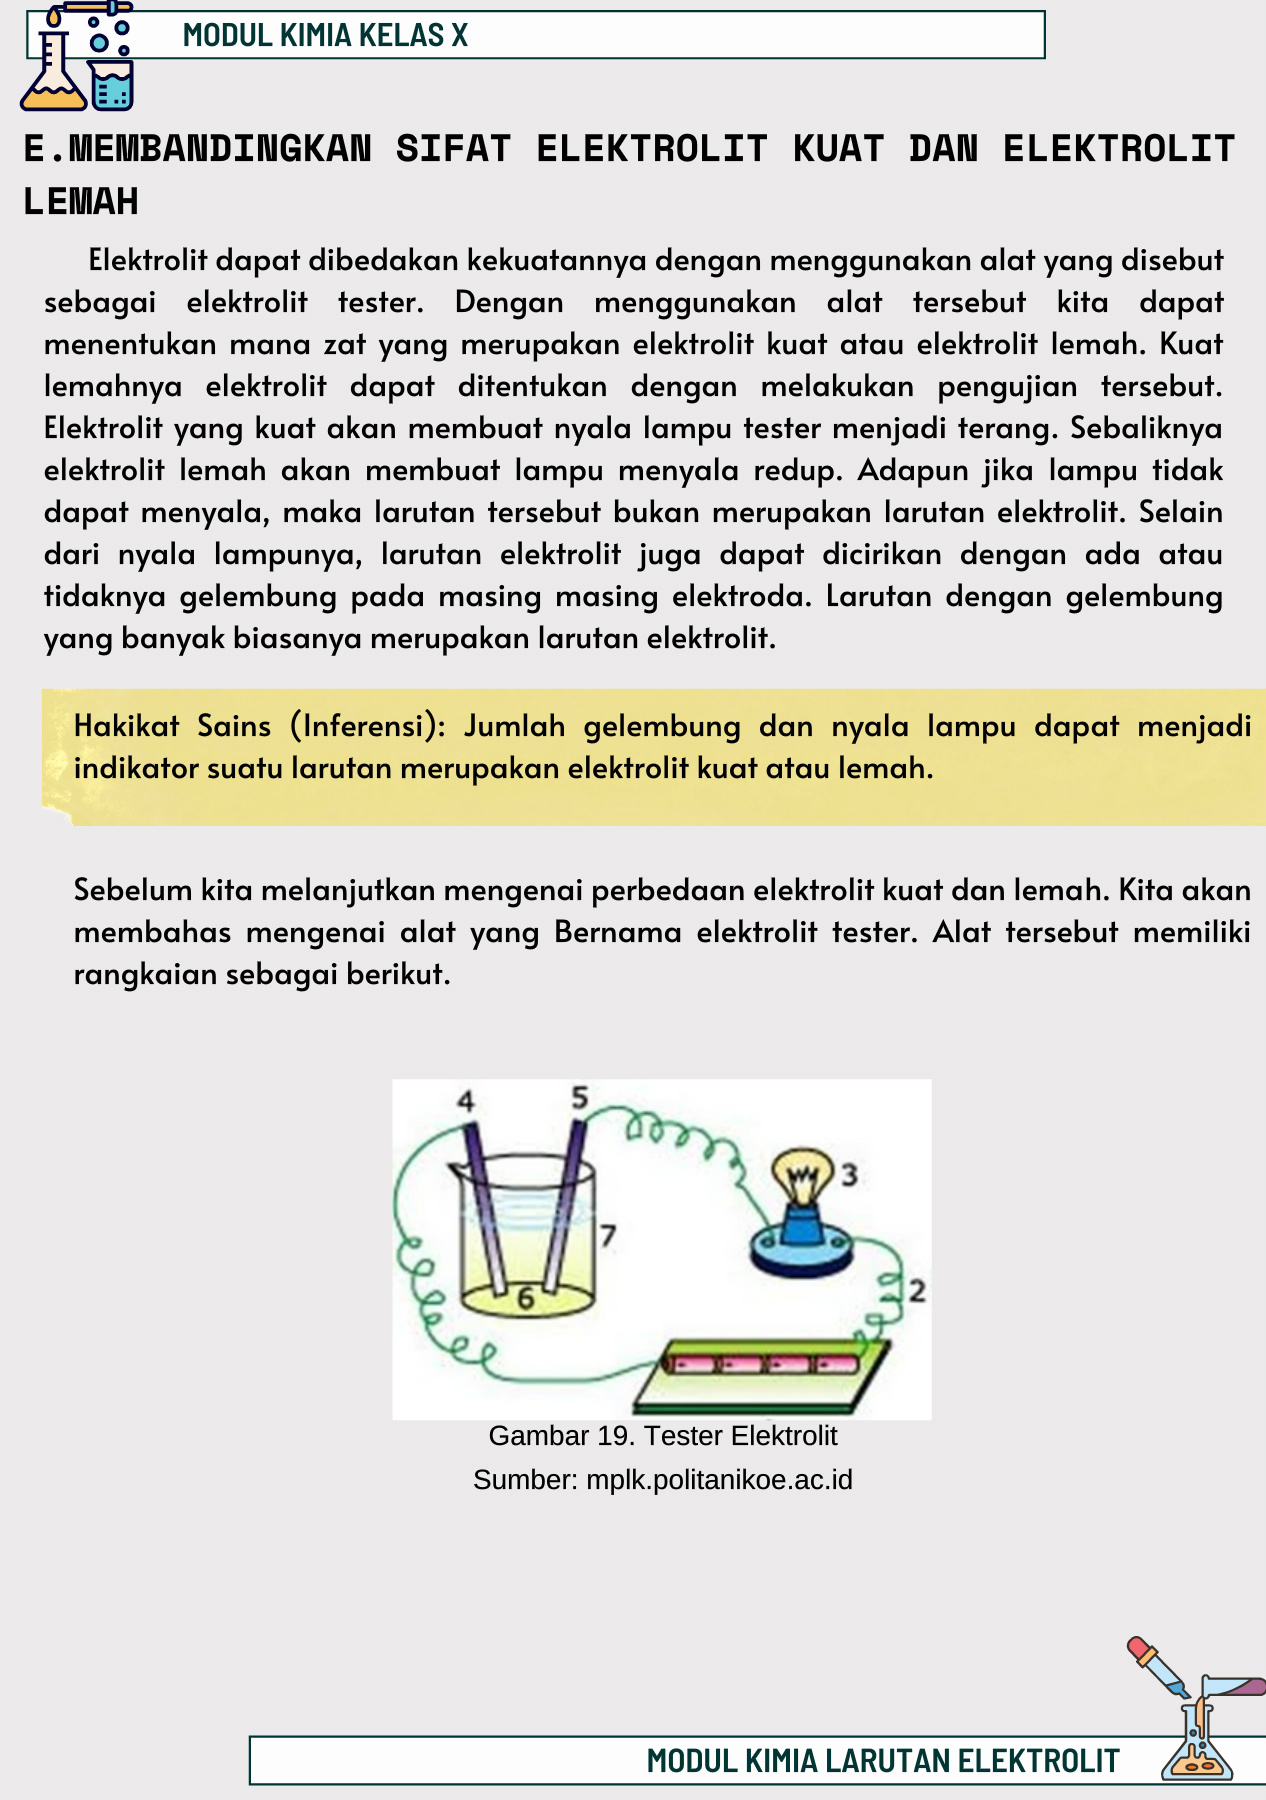 MODUL KIMIA KELAS X
E.MEMBANDINGKAN SIFAT ELEKTROLIT KUAT DAN ELEKTROLIT
LEMAH
Elektrolit dapat dibedakan kekuatannya dengan menggunakan alat yang disebut
sebagai elektrolit tester. Dengan menggunakan alat tersebut kita dapat
menentukan mana zat yang merupakan elektrolit kuat atau elektrolit lemah. Kuat
lemahnya elektrolit dapat ditentukan dengan melakukan pengujian tersebut.
Elektrolit yang kuat akan membuat nyala lampu tester menjadi terang. Sebaliknya
elektrolit lemah akan membuat lampu menyala redup. Adapun jika lampu tidak
dapat menyala, maka larutan tersebut bukan merupakan larutan elektrolit. Selain
dari nyala lampunya, larutan elektrolit juga dapat dicirikan dengan ada atau
tidaknya gelembung pada masing masing elektroda. Larutan dengan gelembung
yang banyak biasanya merupakan larutan elektrolit.
Hakikat Sains (Inferensi): Jumlah gelembung dan nyala lampu dapat menjadi
indikator suatu larutan merupakan elektrolit kuat atau lemah.
Sebelum kita melanjutkan mengenai perbedaan elektrolit kuat dan lemah. Kita akan
membahas mengenai alat yang Bernama elektrolit tester. Alat tersebut memiliki
rangkaian sebagai berikut.
4
5
3
7
2
6
Gambar 19. Tester Elektrolit
Sumber: mplk.politanikoe.ac.id
MODUL KIMIA LARUTAN ELEKTROLIT